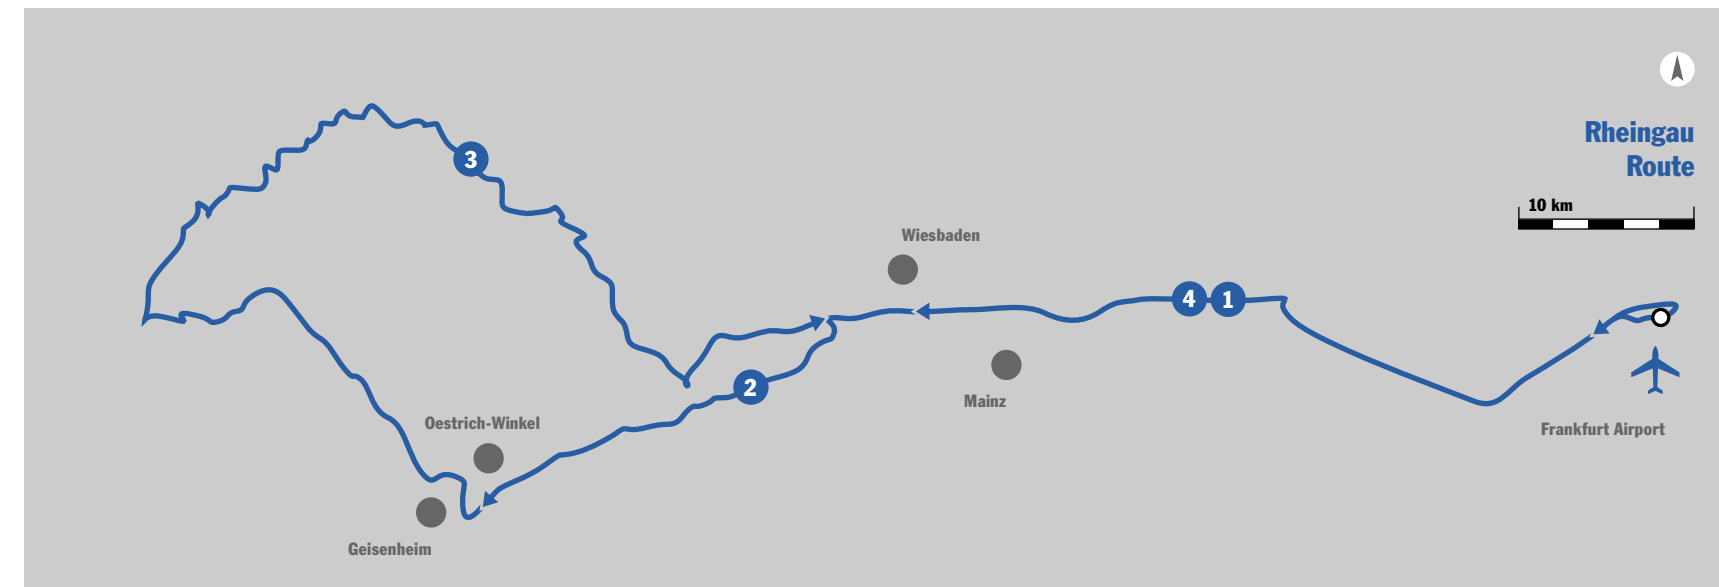 Rheingau
Route
10 km
3
Wiesbaden
4
1
2
Mainz
Oestrich-Winkel
Frankfurt Airport
Geisenheim